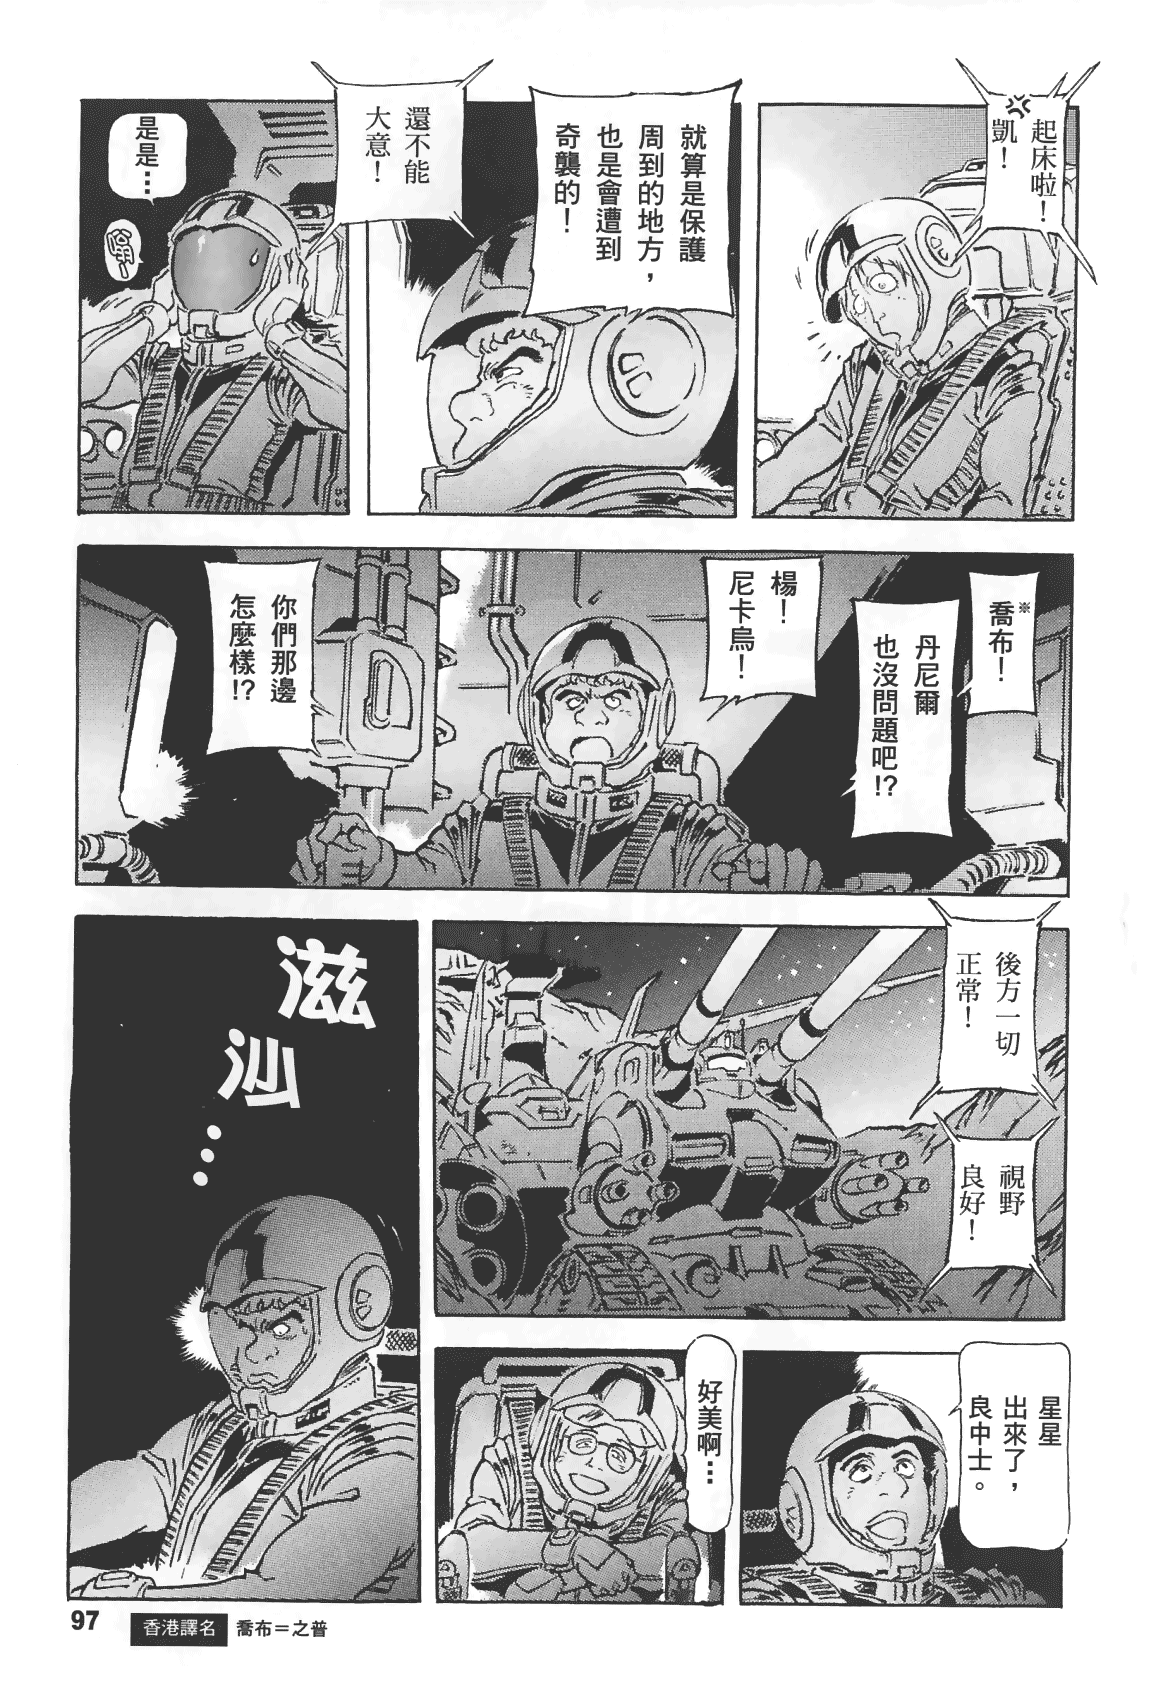 起床啦！
凱！
就算是保護
周到的地方，
也是會遭到
奇襲的！
還不能
大意！
是是…
※
喬布！
丹尼爾
也沒問題吧!?
楊！
尼卡烏！
你們那邊
怎麼樣!?
後方一切
正常！
視野
良好！
星星
出來了，
良中士。
好美啊…
滋
汕
…
97
香港譯名
喬布＝之普